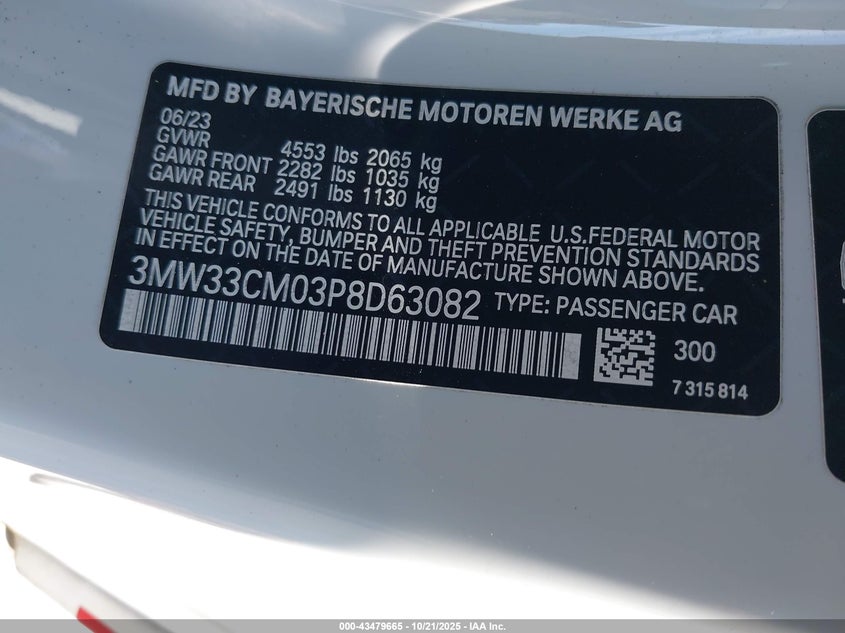 MFD BY BAYERISCHE MOTOREN WERKE AG
06/23
GVWR 4553 lbs 2065 kg
GAWR FRONT 2282 lbs 1035 kg
GAWR REAR 2491 lbs 1130 kg
THIS VEHICLE CONFORMS TO ALL APPLICABLE U.S.FEDERAL MOTOR
VEHICLE SAFETY, BUMPER AND THEFT PREVENTION STANDARDS
IN EFFECT ON THE DATE OF MANUFACTURE SHOWN ABOVE.
3MW33CM03P8D63082 TYPE: PASSENGER CAR
300
7 315 814
000-43479665 - 10/21/2025 - IAA Inc.